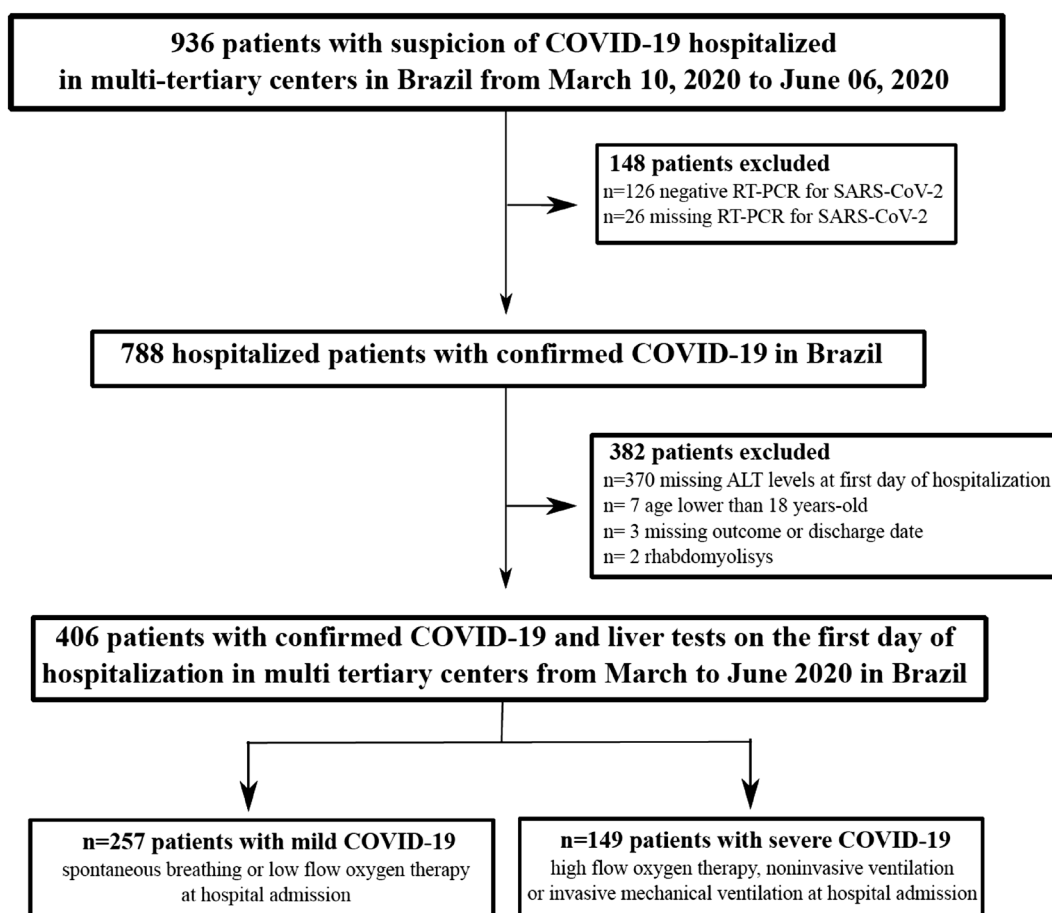 936 patients with suspicion of COVID-19 hospitalized
in multi-tertiary centers in Brazil from March 10, 2020 to June 06, 2020
148 patients excluded
n=126 negative RT-PCR for SARS-CoV-2
n=26 missing RT-PCR for SARS-CoV-2
788 hospitalized patients with confirmed COVID-19 in Brazil
382 patients excluded
n=370 missing ALT levels at first day of hospitalization
n= 7 age lower than 18 years-old
n= 3 missing outcome or discharge date
n= 2 rhabdomyolisys
406 patients with confirmed COVID-19 and liver tests on the first day of
hospitalization in multi tertiary centers from March to June 2020 in Brazil
n=257 patients with mild COVID-19
spontaneous breathing or low flow oxygen therapy
at hospital admission
n=149 patients with severe COVID-19
high flow oxygen therapy, noninvasive ventilation
or invasive mechanical ventilation at hospital admission